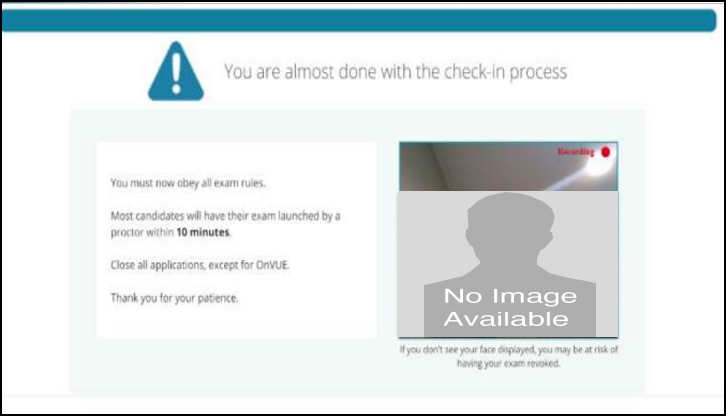 You are almost done with the check-in process
Recording
You must now obey all exam rules.
Most candidates will have their exam launched by a
proctor within 10 minutes.
Close all applications, except for OnVUE.
Thank you for your patience.
No Image
Available
If you don't see your face displayed, you may be at risk of
having your exam revoked.